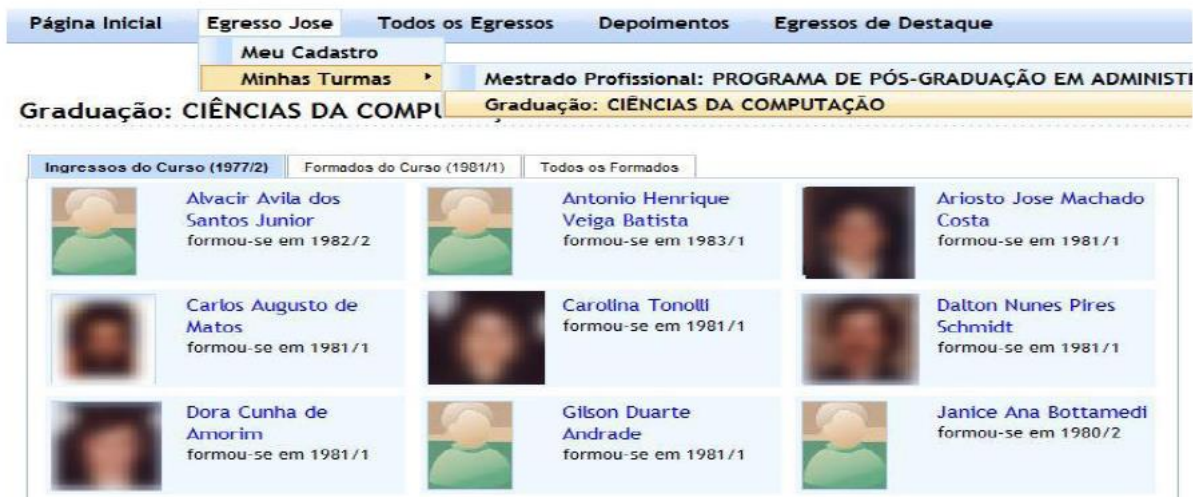 Página Inicial Egresso Jose Todos os Egressos Depoimentos Egressos de Destaque
Meu Cadastro
Minhas Turmas
Mestrado Profissional: PROGRAMA DE PÓS-GRADUAÇÃO EM ADMINISTI
Graduação: CIÊNCIAS DA COMPUTAÇÃO
Graduação: CIÊNCIAS DA COMPU
Ingressos do Curso (1977/2) Formados do Curso (1981/1) Todos os Formados
Alvacir Avila dos
Santos Junior
formou-se em 1982/2
Antonio Henrique
Veiga Batista
formou-se em 1983/1
Ariosto Jose Machado
Costa
formou-se em 1981/1
Carlos Augusto de
Matos
formou-se em 1981/1
Carolina Tonolli
formou-se em 1981/1
Dalton Nunes Pires
Schmidt
formou-se em 1981/1
Dora Cunha de
Amorim
formou-se em 1981/1
Gilson Duarte
Andrade
formou-se em 1981/1
Janice Ana Bottamedi
formou-se em 1980/2